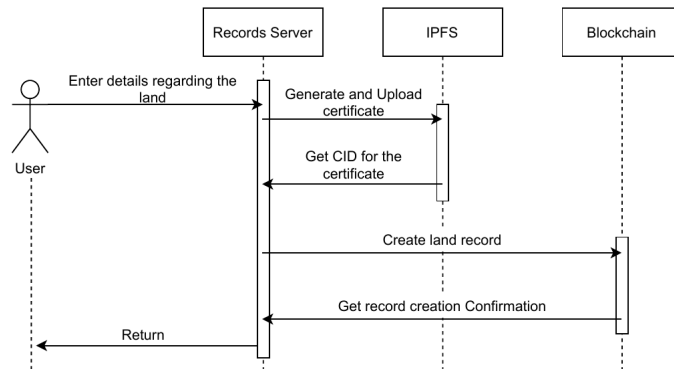 Records Server
IPFS
Blockchain
Enter details regarding the
land
Generate and Upload
certificate
User
Get CID for the
certificate
Create land record
Get record creation Confirmation
Return